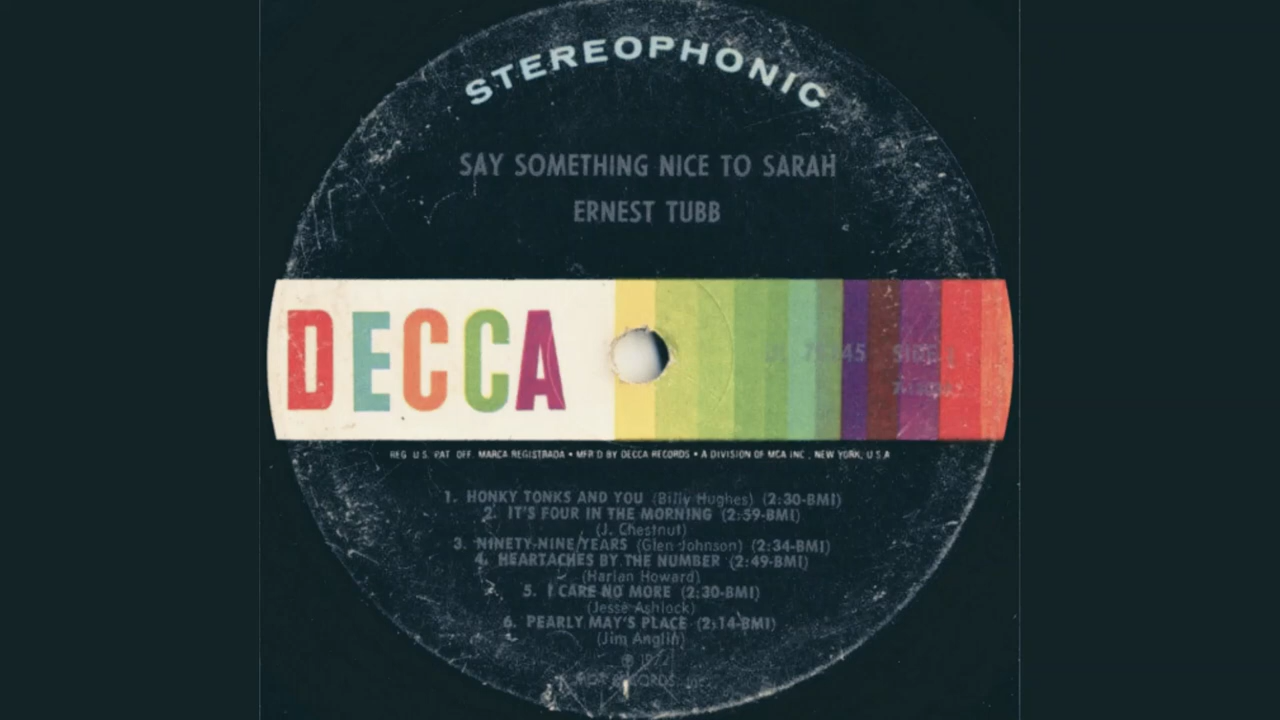 STEREOPHONIC
SAY SOMETHING NICE TO SARAH
ERNEST TUBB
DECCA
45 SIDE
REG. U.S. PAT. OFF. MARCA REGISTRADA • MFR'D BY DECCA RECORDS • A DIVISION OF MCA INC., NEW YORK, U.S.A
1. HONKY TONKS AND YOU (Billy Hughes) (2:30-BMI)
2. IT'S FOUR IN THE MORNING (2:59-BMI)
(J. Chestnut)
3. NINETY-NINE YEARS (Glen Johnson) (2:34-BMI)
4. HEARTACHES BY THE NUMBER (2:49-BMI)
(Harlan Howard)
5. I CARE NO MORE (2:30-BMI)
(Jesse Ashlock)
6. PEARLY MAY'S PLACE (2:14-BMI)
(Jim Anglin)